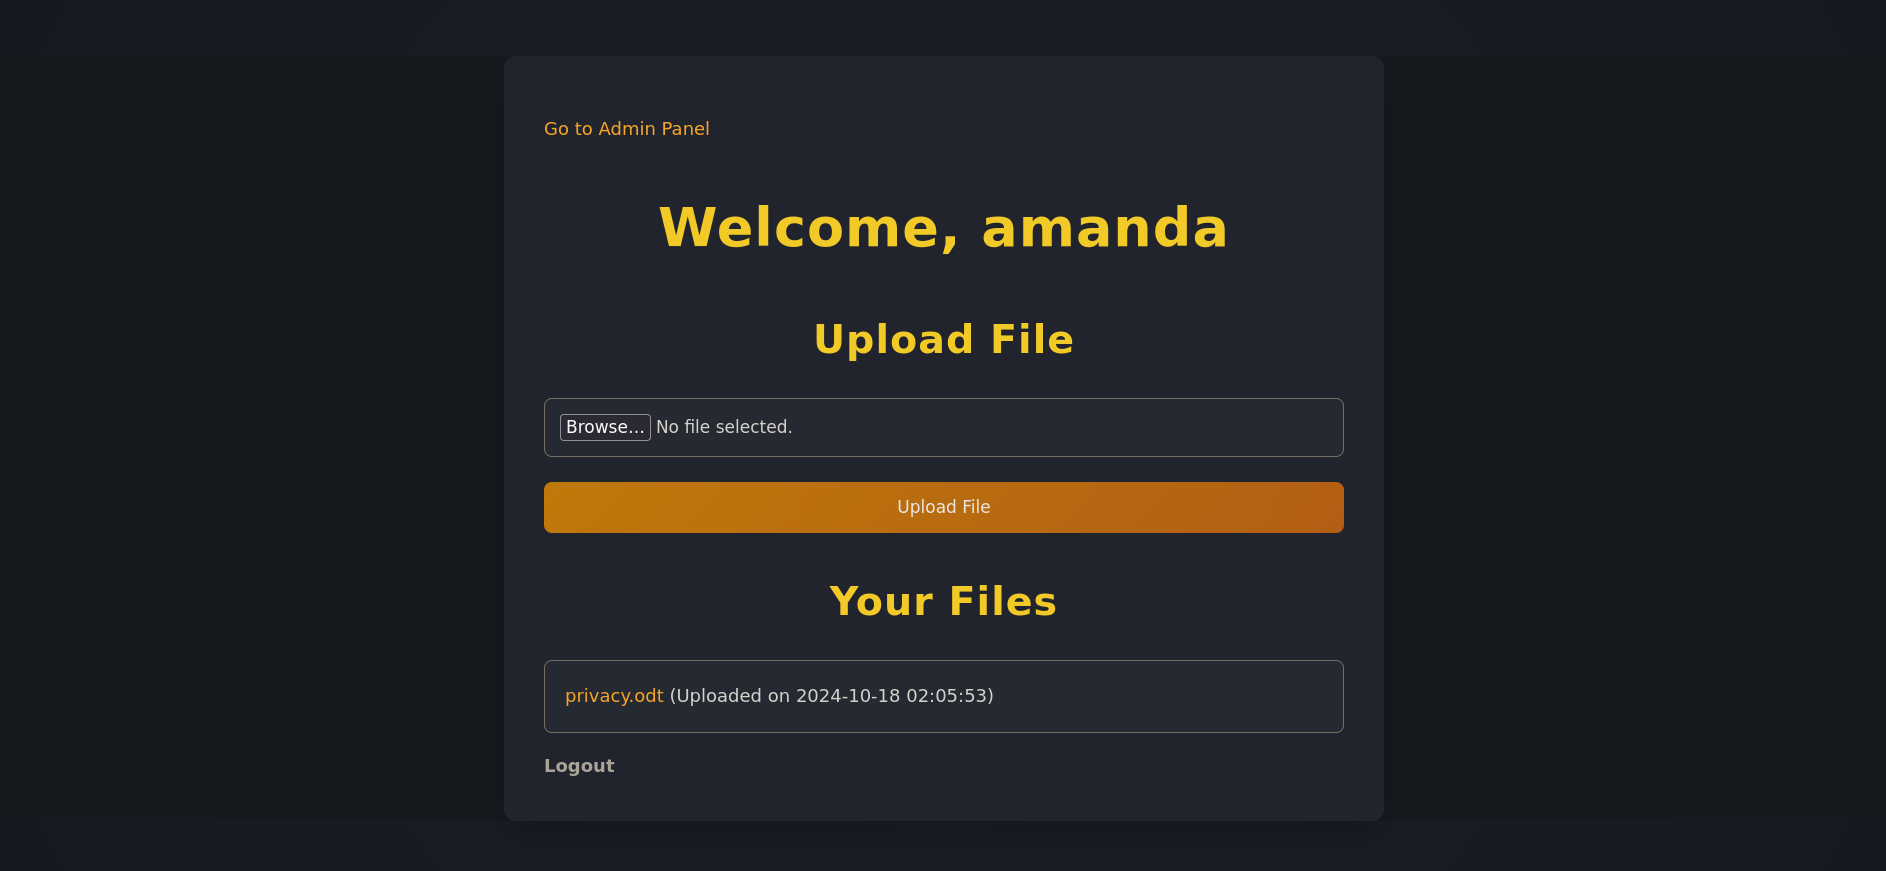 Go to Admin Panel
Welcome, amanda
Upload File
Browse... No file selected.
Upload File
Your Files
privacy.odt (Uploaded on 2024-10-18 02:05:53)
Logout